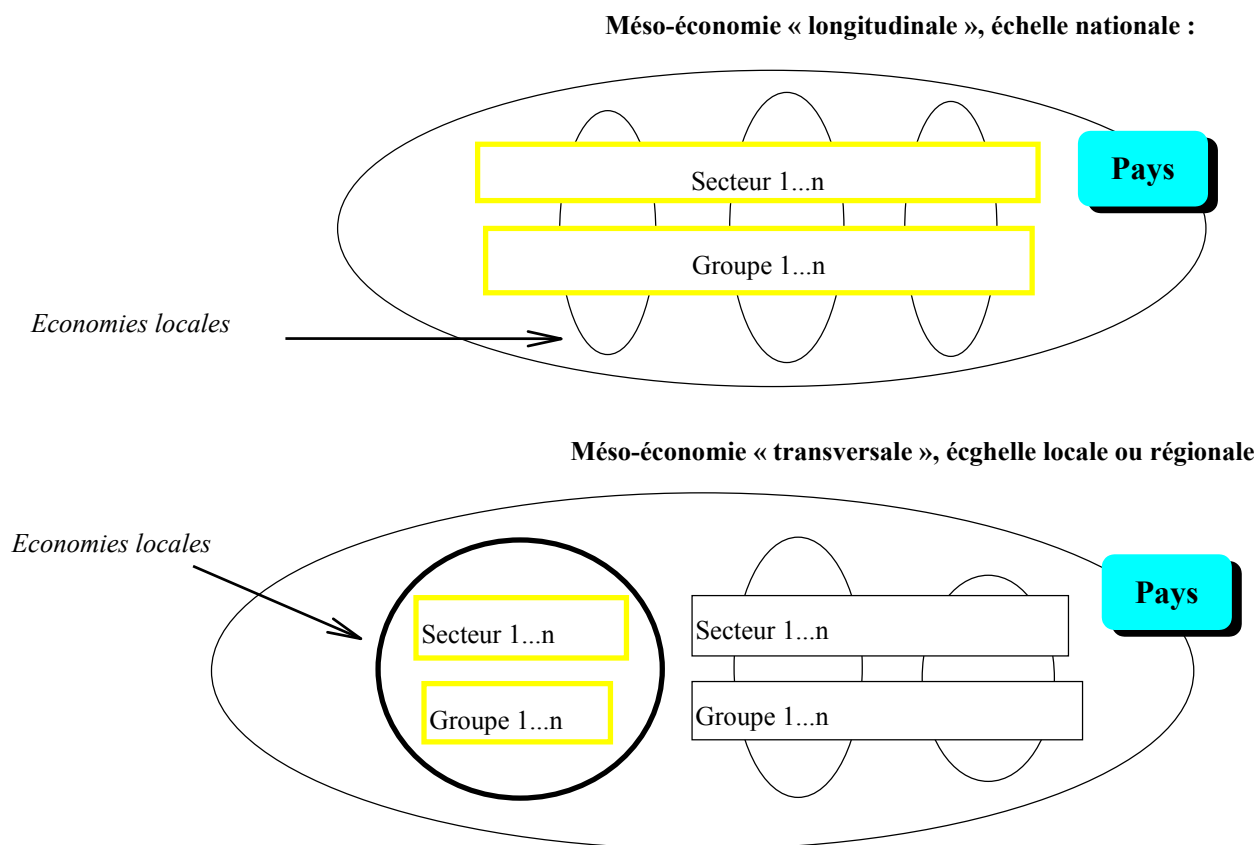 Méso-économie « longitudinale », échelle nationale :
Pays
Secteur 1...n
Groupe 1...n
Economies locales
Méso-économie « transversale », écghelle locale ou régionale
Economies locales
Pays
Secteur 1...n
Secteur 1...n
Groupe 1...n
Groupe 1...n